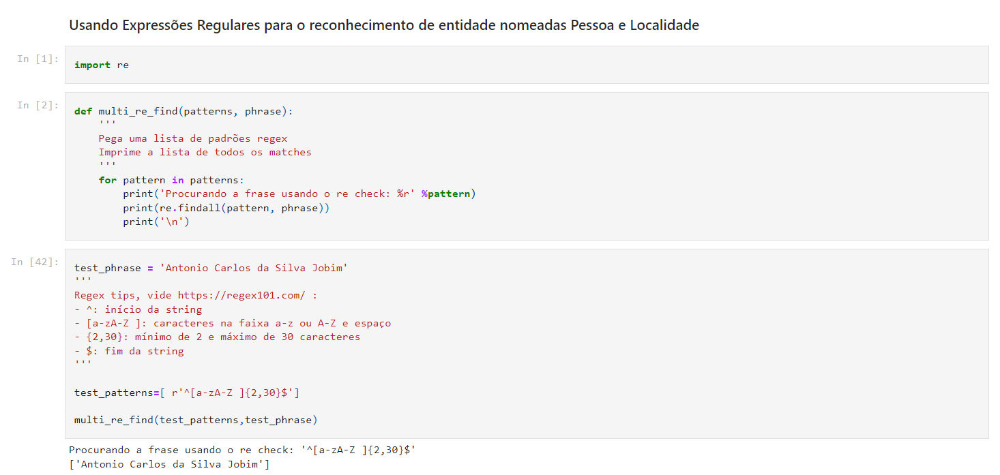 Usando Expressões Regulares para o reconhecimento de entidade nomeadas Pessoa e Localidade
In [1]:
import re
In [2]:
def multi_re_find(patterns, phrase):
    '''
    Pega uma lista de padrões regex
    Imprime a lista de todos os matches
    '''
    for pattern in patterns:
        print('Procurando a frase usando o re check: %r' %pattern)
        print(re.findall(pattern, phrase))
        print('\n')
In [42]:
test_phrase = 'Antonio Carlos da Silva Jobim'
'''
Regex tips, vide https://regex101.com/ :
- ^: início da string
- [a-zA-Z ]: caracteres na faixa a-z ou A-Z e espaço
- {2,30}: mínimo de 2 e máximo de 30 caracteres
- $: fim da string
'''
test_patterns=[ r'^[a-zA-Z ]{2,30}$']
multi_re_find(test_patterns,test_phrase)
Procurando a frase usando o re check: '^[a-zA-Z ]{2,30}$'
['Antonio Carlos da Silva Jobim']